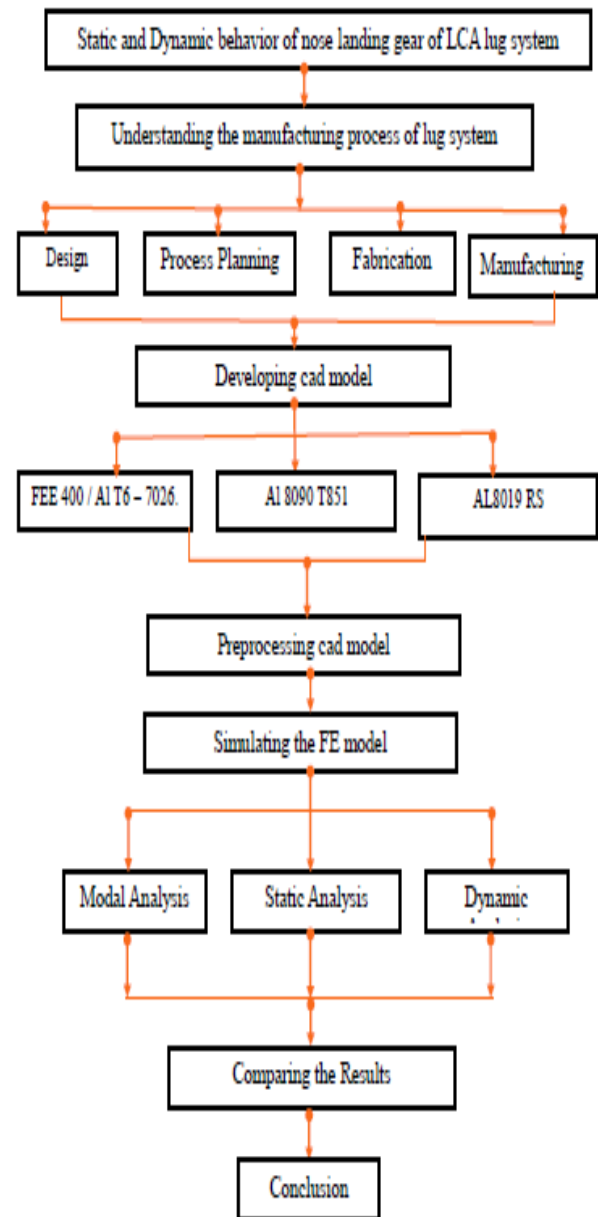 Static and Dynamic behavior of nose landing gear of LCA lug system
Understanding the manufacturing process of lug system
Design
Process Planning
Fabrication
Manufacturing
Developing cad model
FEE 400 / Al T6 – 7026.
Al 8090 T851
AL8019 RS
Preprocessing cad model
Simulating the FE model
Modal Analysis
Static Analysis
Dynamic
Comparing the Results
Conclusion